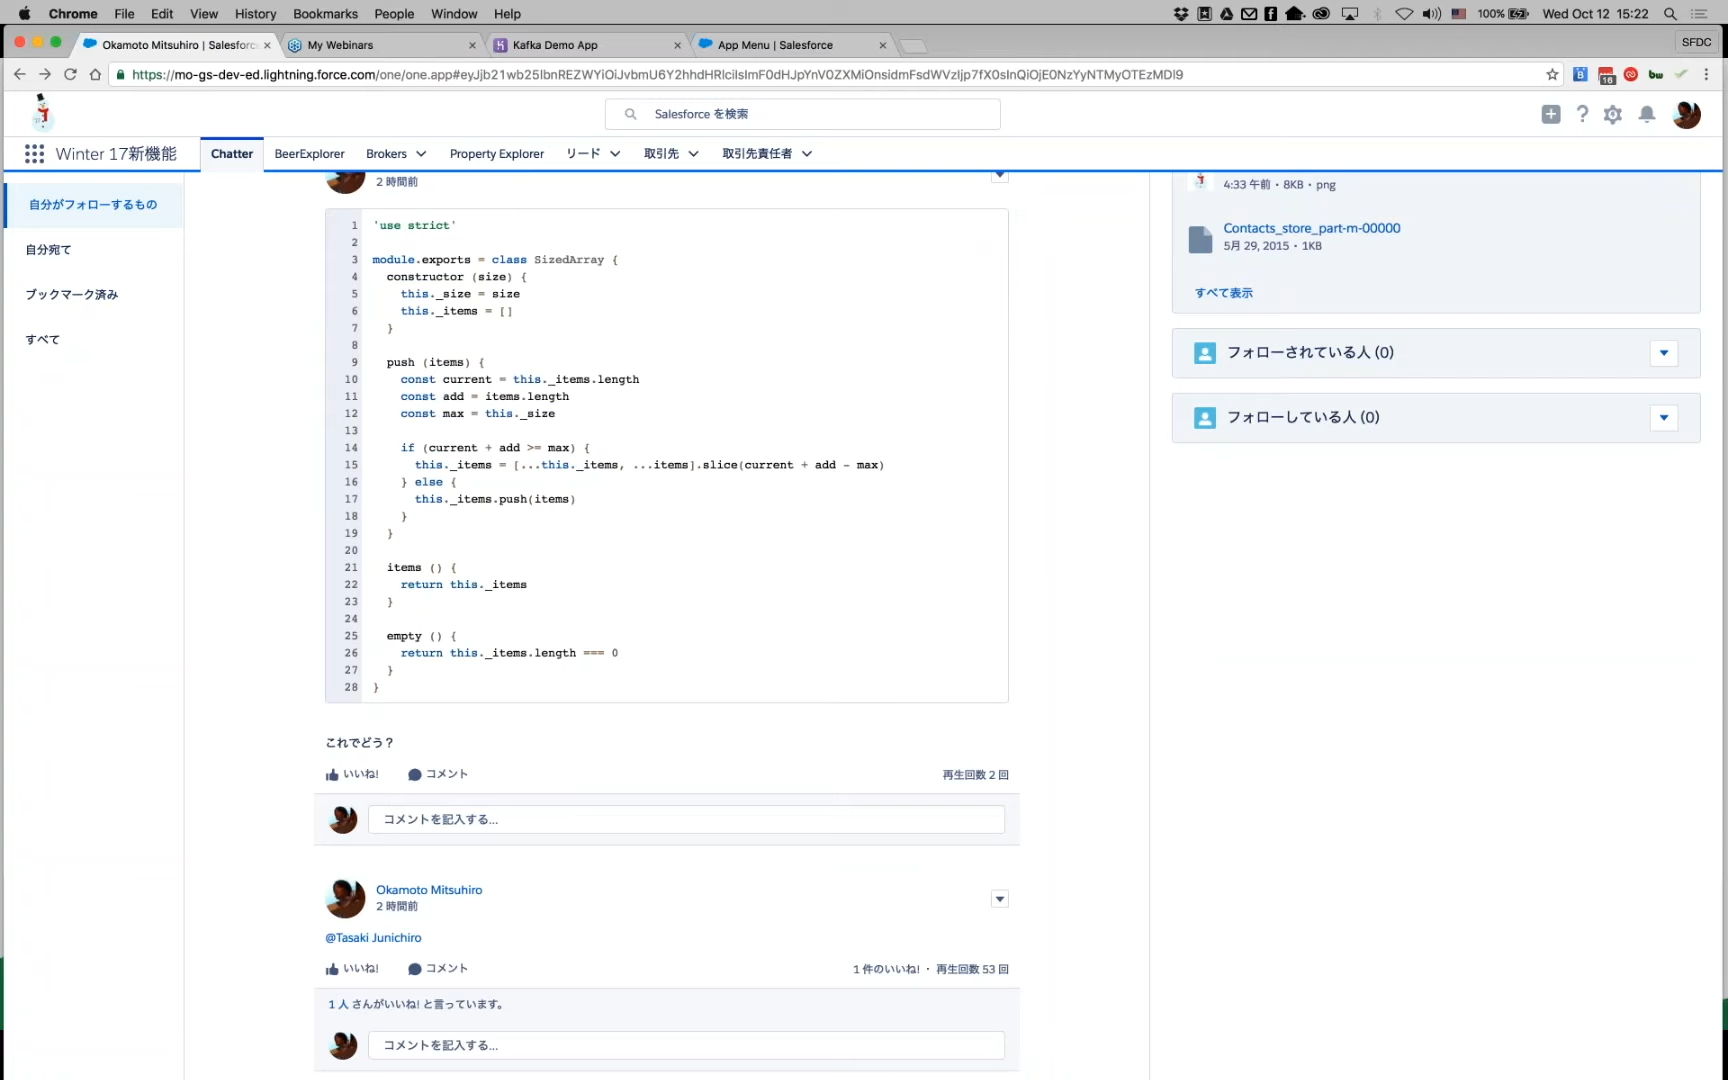 Chrome File Edit View History Bookmarks People Window Help
100% Wed Oct 12 15:22
Okamoto Mitsuhiro | Salesforc
My Webinars
Kafka Demo App
App Menu | Salesforce
SFDC
Salesforce を検索
16
bw
Winter 17新機能
Chatter
BeerExplorer
Brokers
Property Explorer
リード
取引先
取引先責任者
自分がフォローするもの
自分宛て
ブックマーク済み
すべて
2 時間前
1 'use strict'
2
3 module.exports = class SizedArray {
4 constructor (size) {
5 this._size = size
6 this._items = []
7 }
8
9 push (items) {
10 const current = this._items.length
11 const add = items.length
12 const max = this._size
13
14 if (current + add >= max) {
15 this._items = [...this._items, ...items].slice(current + add - max)
16 } else {
17 this._items.push(items)
18 }
19 }
20
21 items () {
22 return this._items
23 }
24
25 empty () {
26 return this._items.length === 0
27 }
28 }
これでどう？
いいね! コメント
再生回数 2 回
コメントを記入する...
Okamoto Mitsuhiro
2 時間前
@Tasaki Junichiro
いいね! コメント
1 件のいいね! ・ 再生回数 53 回
1 人 さんがいいね! と言っています。
コメントを記入する...
4:33 午前・8KB・png
Contacts_store_part-m-00000
5月 29, 2015・1KB
すべて表示
フォローされている人 (0)
フォローしている人 (0)